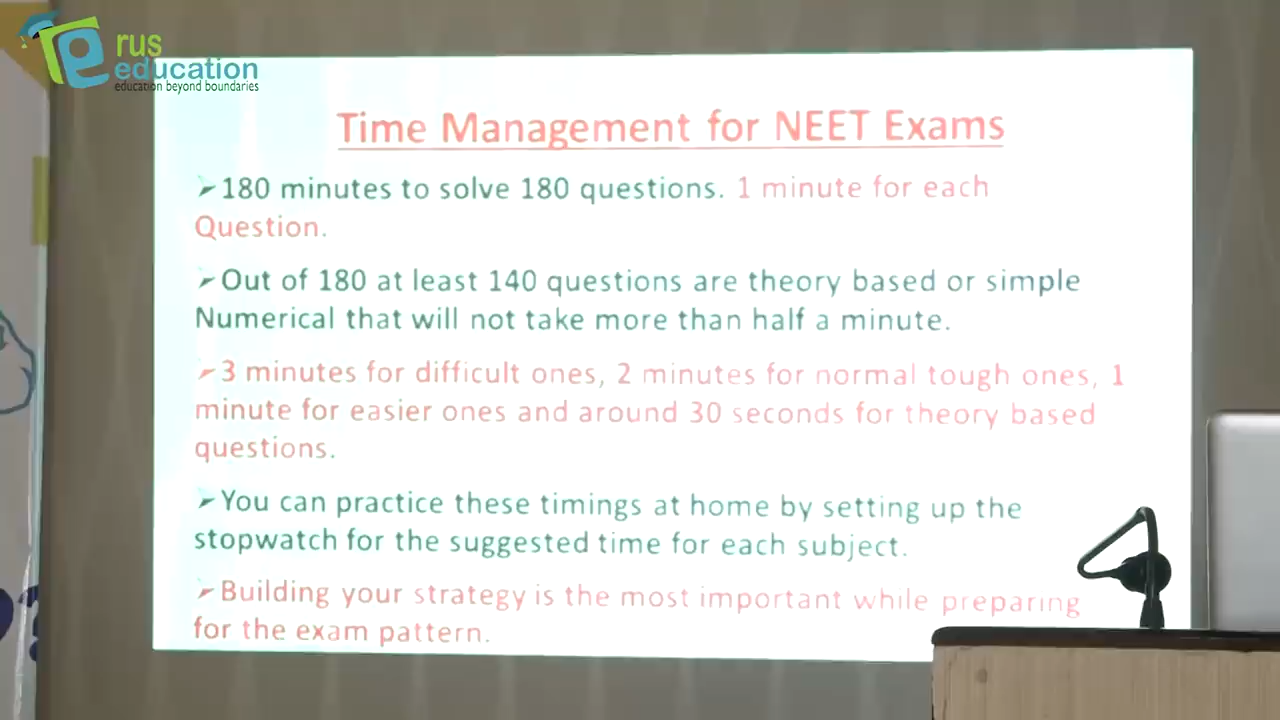 rus
education
education beyond boundaries
Time Management for NEET Exams
➢180 minutes to solve 180 questions. 1 minute for each
Question.
➢Out of 180 at least 140 questions are theory based or simple
Numerical that will not take more than half a minute.
➢3 minutes for difficult ones, 2 minutes for normal tough ones, 1
minute for easier ones and around 30 seconds for theory based
questions.
➢You can practice these timings at home by setting up the
stopwatch for the suggested time for each subject.
➢Building your strategy is the most important while preparing
for the exam pattern.